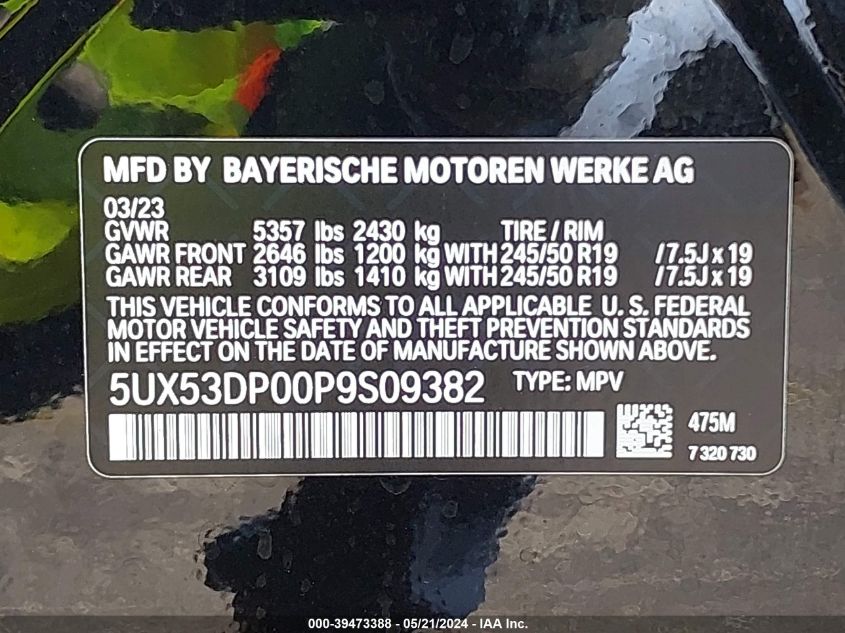 MFD BY BAYERISCHE MOTOREN WERKE AG
03/23
GVWR 5357 lbs 2430 kg TIRE / RIM
GAWR FRONT 2646 lbs 1200 kg WITH 245/50 R19 /7.5J x 19
GAWR REAR 3109 lbs 1410 kg WITH 245/50 R19 /7.5J x 19
THIS VEHICLE CONFORMS TO ALL APPLICABLE U. S. FEDERAL
MOTOR VEHICLE SAFETY AND THEFT PREVENTION STANDARDS
IN EFFECT ON THE DATE OF MANUFACTURE SHOWN ABOVE.
5UX53DP00P9S09382 TYPE: MPV
475M
7 320 730
000-39473388 - 05/21/2024 - IAA Inc.